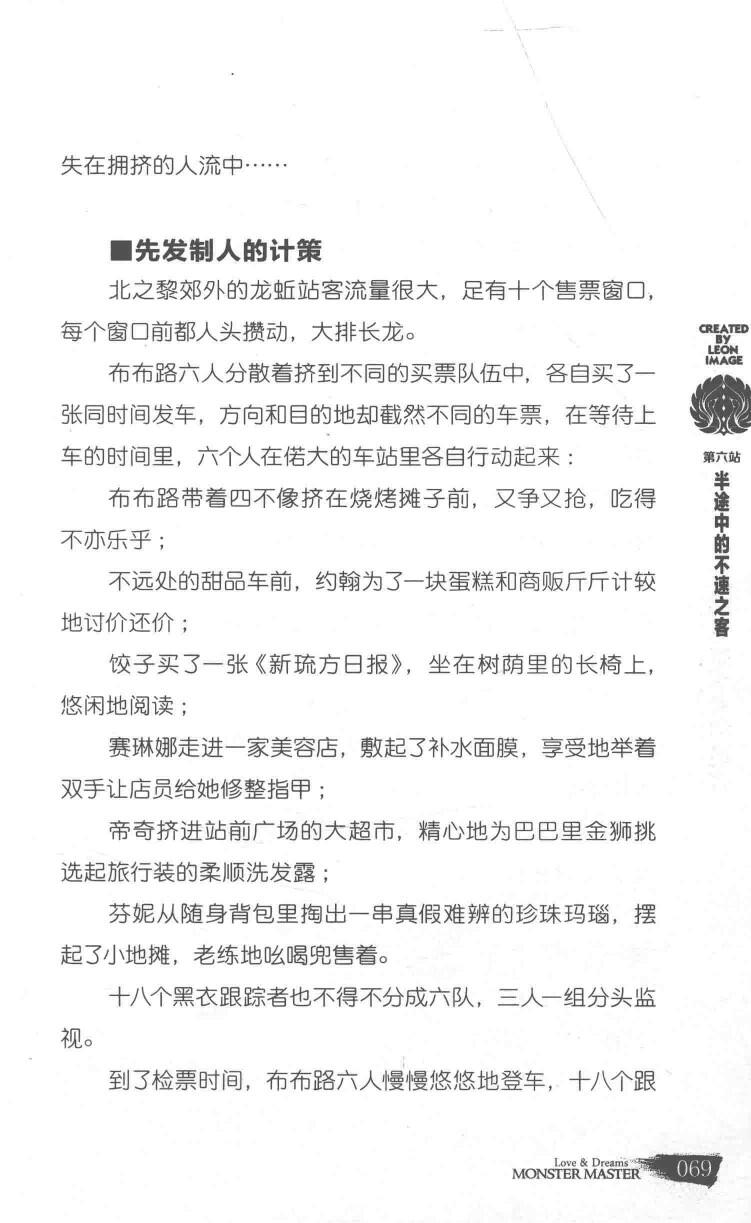 失在拥挤的人流中……
■先发制人的计策
北之黎郊外的龙蚯站客流量很大，足有十个售票窗口，
每个窗口前都人头攒动，大排长龙。
布布路六人分散着挤到不同的买票队伍中，各自买了一
张同时间发车，方向和目的地却截然不同的车票，在等待上
车的时间里，六个人在偌大的车站里各自行动起来：
布布路带着四不像挤在烧烤摊子前，又争又抢，吃得
不亦乐乎；
不远处的甜品车前，约翰为了一块蛋糕和商贩斤斤计较
地讨价还价；
饺子买了一张《新琉方日报》，坐在树荫里的长椅上，
悠闲地阅读；
赛琳娜走进一家美容店，敷起了补水面膜，享受地举着
双手让店员给她修整指甲；
帝奇挤进站前广场的大超市，精心地为巴巴里金狮挑
选起旅行装的柔顺洗发露；
芬妮从随身背包里掏出一串真假难辨的珍珠玛瑙，摆
起了小地摊，老练地吆喝兜售着。
十八个黑衣跟踪者也不得不分成六队，三人一组分头监
视。
到了检票时间，布布路六人慢慢悠悠地登车，十八个跟
CREATED
BY
LEON
IMAGE
第六站
半途中的不速之客
Love & Dreams
MONSTER MASTER
069